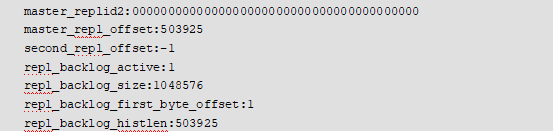 master_replid2:0000000000000000000000000000000000000000
master_repl_offset:503925
second_repl_offset:-1
repl_backlog_active:1
repl_backlog_size:1048576
repl_backlog_first_byte_offset:1
repl_backlog_histlen:503925